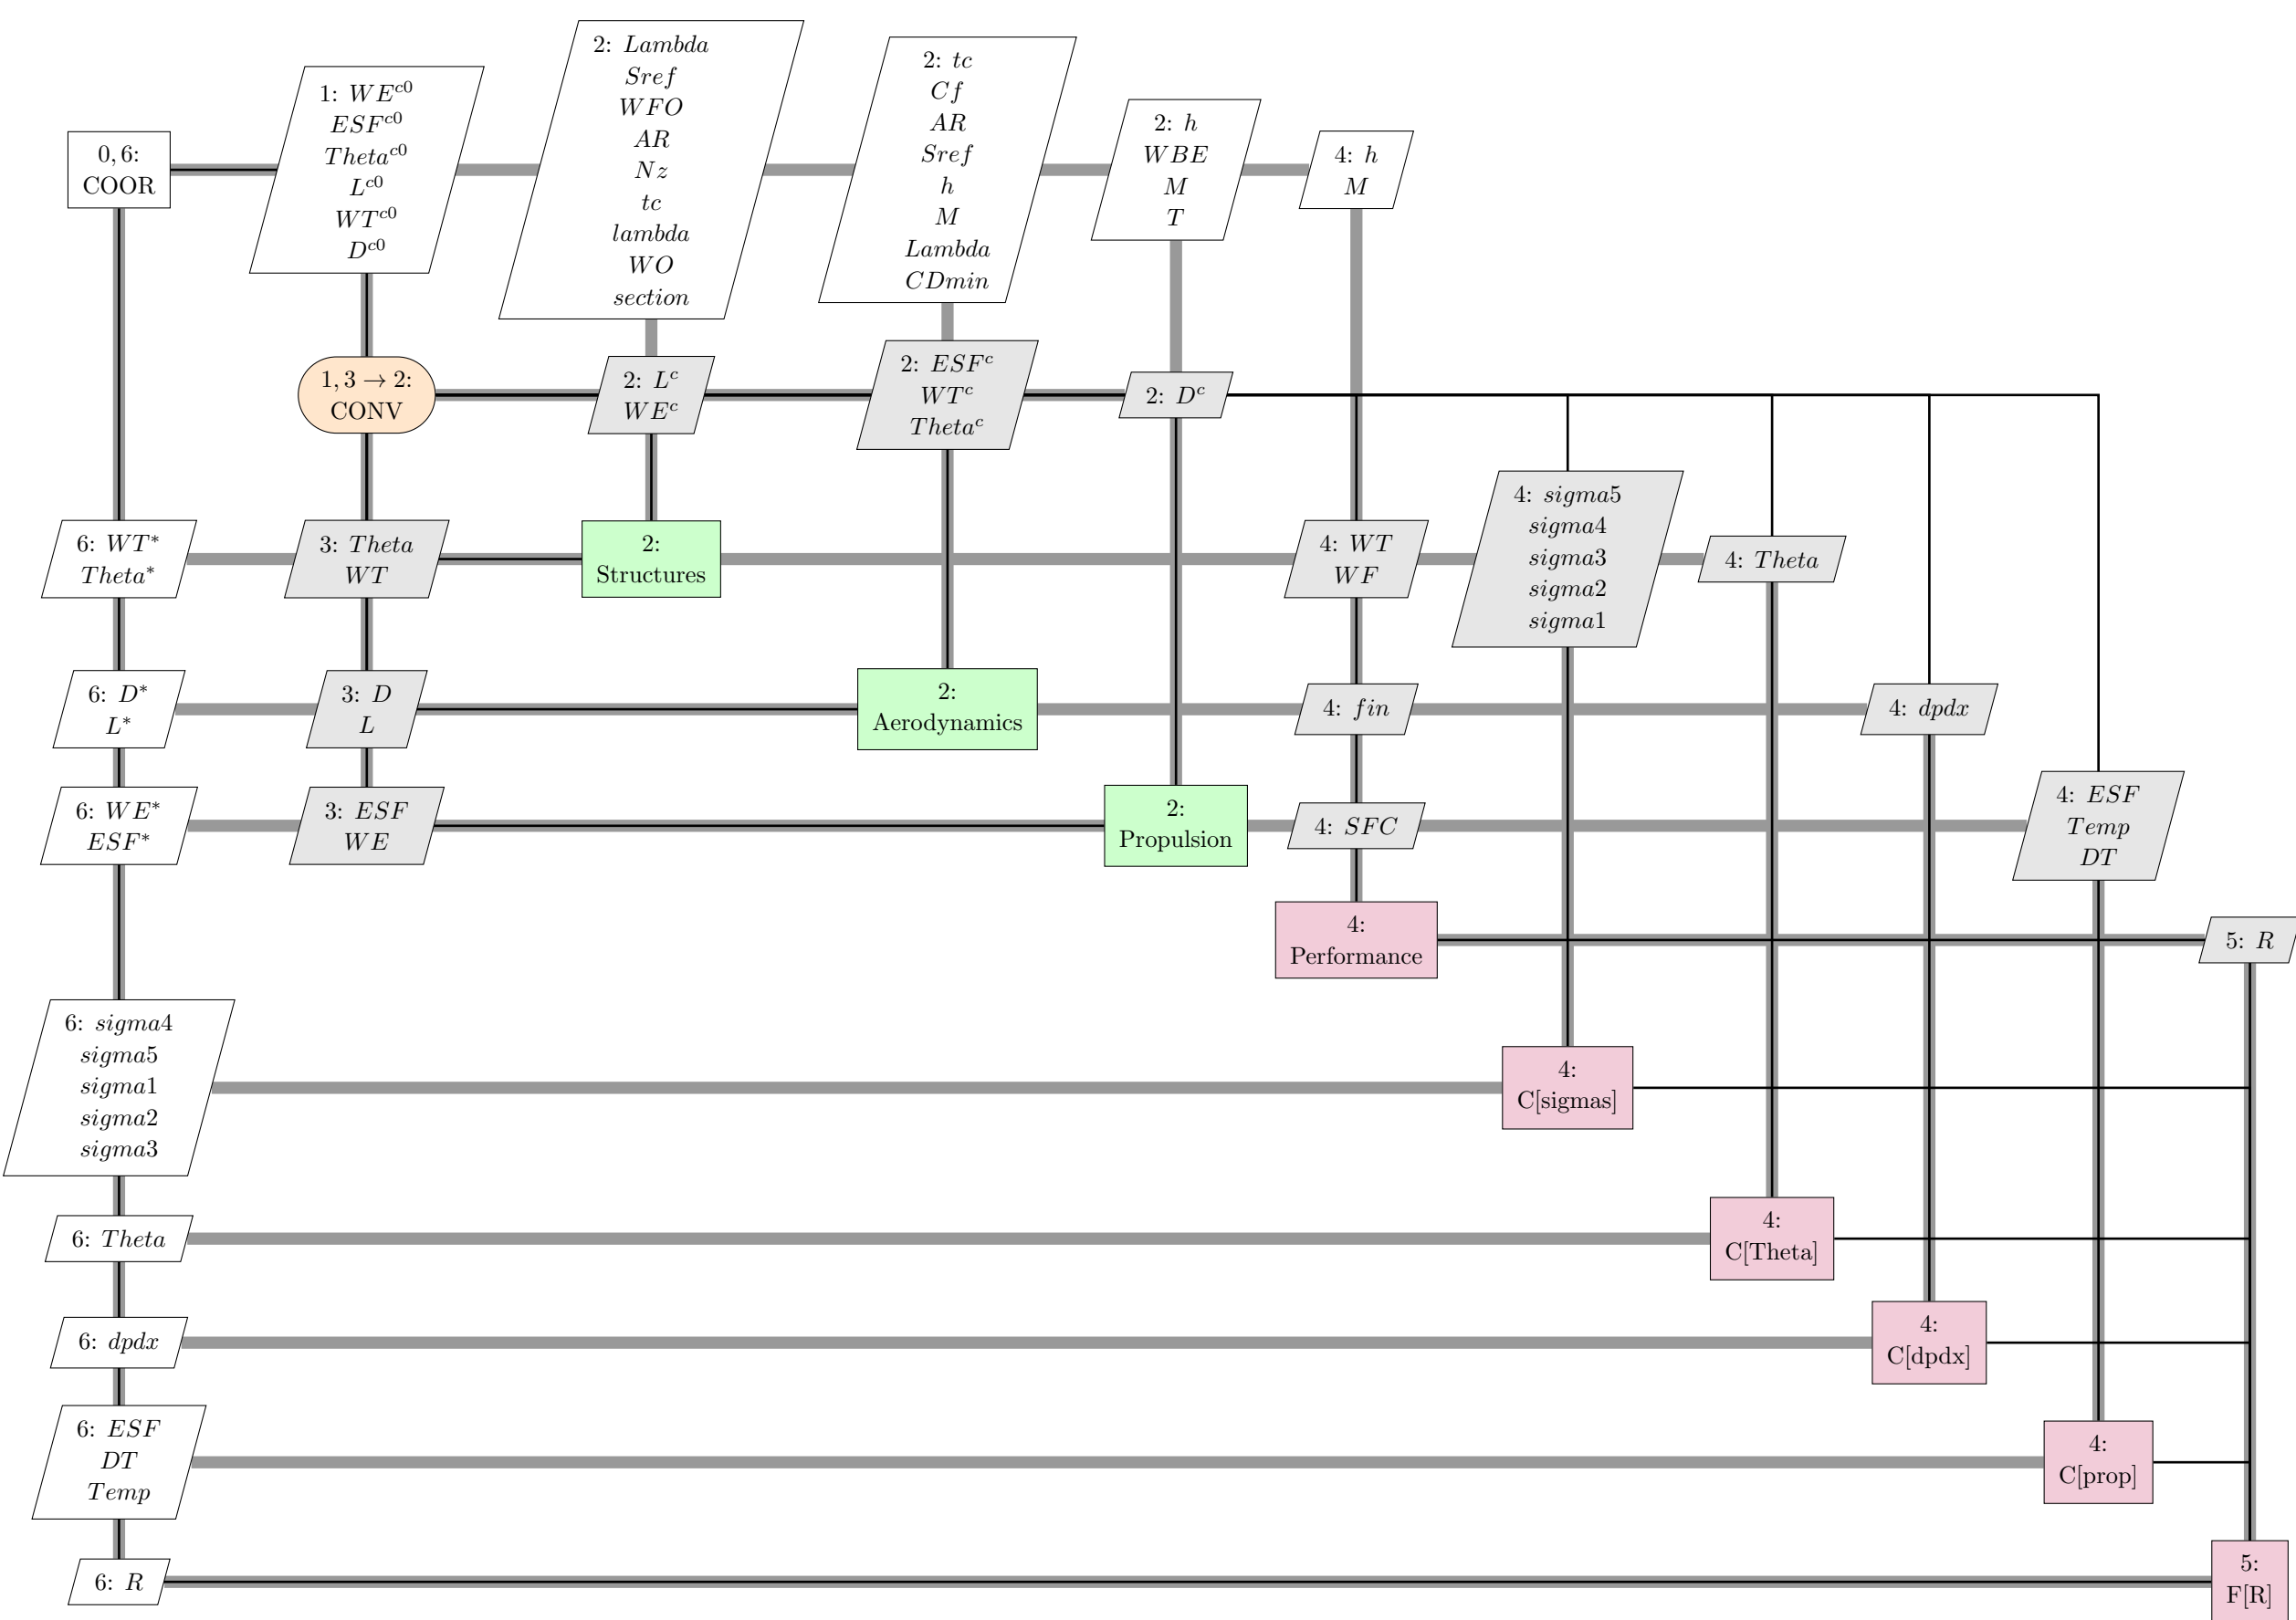 0, 6:
COOR
1: WE^{c0}
ESF^{c0}
Theta^{c0}
L^{c0}
WT^{c0}
D^{c0}
2: Lambda
Sref
WFO
AR
Nz
tc
lambda
WO
section
2: tc
Cf
AR
Sref
h
M
Lambda
CDmin
2: h
WBE
M
T
4: h
M
1, 3 → 2:
CONV
2: L^c
WE^c
2: ESF^c
WT^c
Theta^c
2: D^c
6: WT*
Theta*
3: Theta
WT
2:
Structures
4: WT
WF
4: sigma5
sigma4
sigma3
sigma2
sigma1
4: Theta
6: D*
L*
3: D
L
2:
Aerodynamics
4: fin
4: dpdx
6: WE*
ESF*
3: ESF
WE
2:
Propulsion
4: SFC
4: ESF
Temp
DT
4:
Performance
5: R
6: sigma4
sigma5
sigma1
sigma2
sigma3
4:
C[sigmas]
6: Theta
4:
C[Theta]
6: dpdx
4:
C[dpdx]
6: ESF
DT
Temp
4:
C[prop]
6: R
5:
F[R]